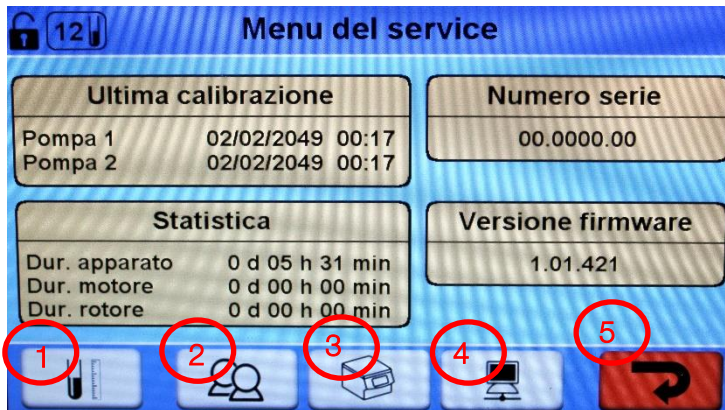 12
Menu del service
Ultima calibrazione
Pompa 1 02/02/2049 00:17
Pompa 2 02/02/2049 00:17
Numero serie
00.0000.00
Statistica
Dur. apparato 0 d 05 h 31 min
Dur. motore 0 d 00 h 00 min
Dur. rotore 0 d 00 h 00 min
Versione firmware
1.01.421
1
2
3
4
5